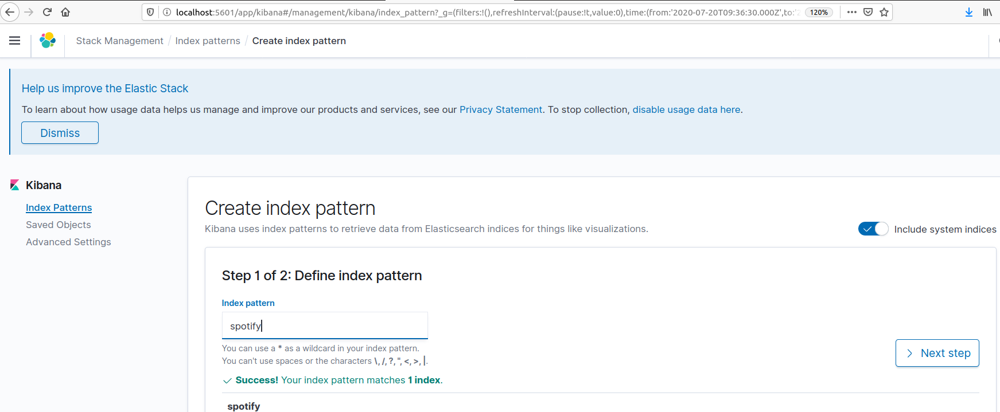 localhost:5601/app/kibana#/management/kibana/index_pattern?_g=(filters:!(),refreshInterval:(pause:!t,value:0),time:(from:'2020-07-20T09:36:30.000Z',to:'2
120%
Stack Management / Index patterns / Create index pattern
Help us improve the Elastic Stack
To learn about how usage data helps us manage and improve our products and services, see our Privacy Statement. To stop collection, disable usage data here.
Dismiss
Kibana
Index Patterns
Saved Objects
Advanced Settings
Create index pattern
Kibana uses index patterns to retrieve data from Elasticsearch indices for things like visualizations.
Include system indices
Step 1 of 2: Define index pattern
Index pattern
spotify
You can use a * as a wildcard in your index pattern.
You can't use spaces or the characters \, /, ?, ", <, >, |.
Next step
Success! Your index pattern matches 1 index.
spotify